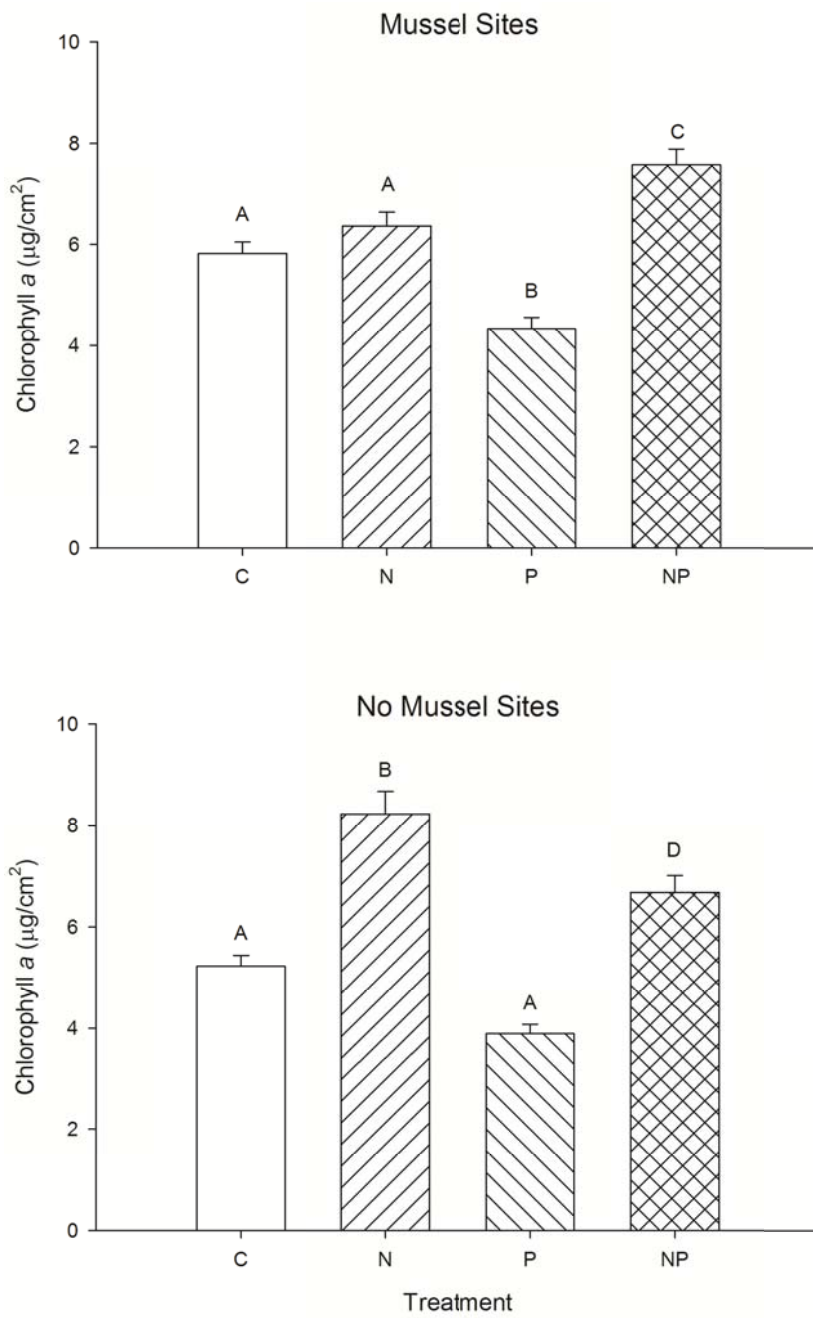 Mussel Sites
10
8
6
4
2
0
Chlorophyll a (μg/cm²)
A
A
B
C
C
N
P
NP
No Mussel Sites
10
8
6
4
2
0
Chlorophyll a (μg/cm²)
A
B
A
D
C
N
P
NP
Treatment